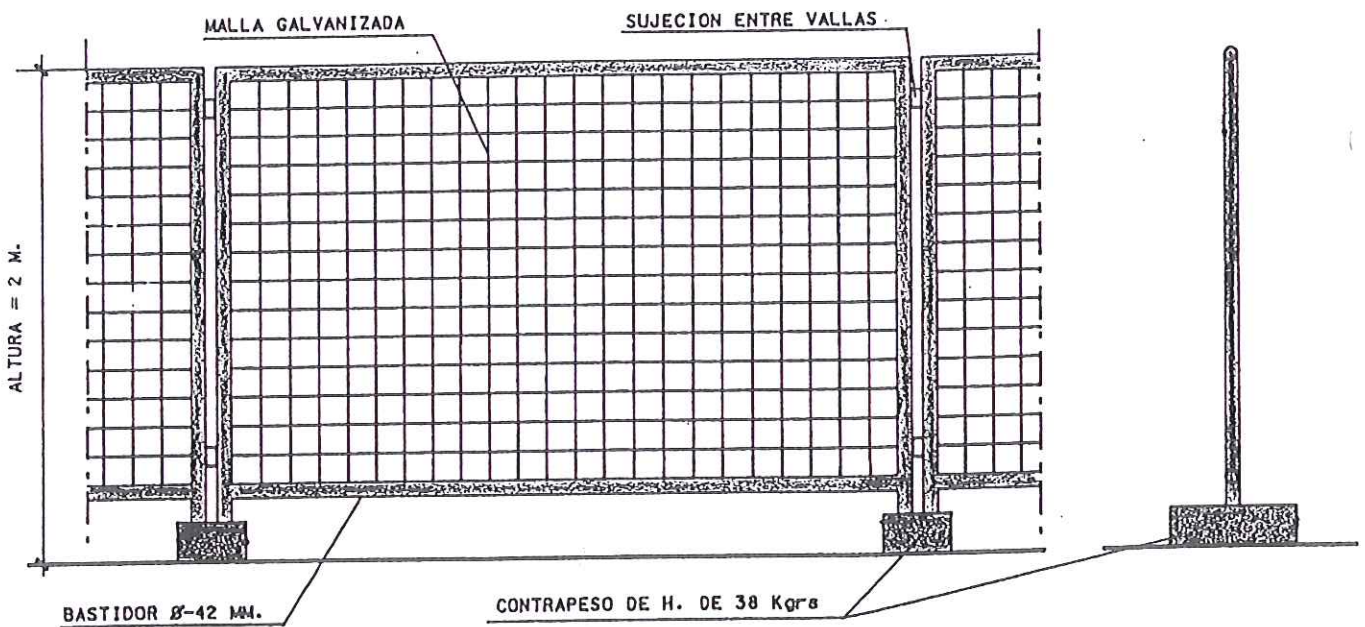 MALLA GALVANIZADA
SUJECION ENTRE VALLAS
ALTURA = 2 M.
BASTIDOR Ø-42 MM.
CONTRAPESO DE H. DE 38 Kgrs